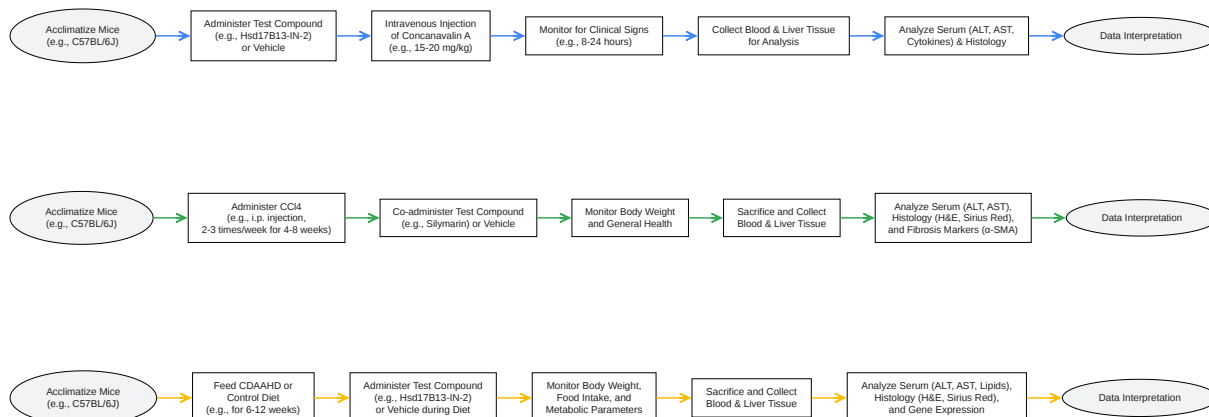 Acclimatize Mice
(e.g., C57BL/6J)
Administer Test Compound
(e.g., Hsd17B13-IN-2)
or Vehicle
Intravenous Injection
of Concanavalin A
(e.g., 15-20 mg/kg)
Monitor for Clinical Signs
(e.g., 8-24 hours)
Collect Blood & Liver Tissue
for Analysis
Analyze Serum (ALT, AST,
Cytokines) & Histology
Data Interpretation
Acclimatize Mice
(e.g., C57BL/6J)
Administer CCl4
(e.g., i.p. injection,
2-3 times/week for 4-8 weeks)
Co-administer Test Compound
(e.g., Silymarin) or Vehicle
Monitor Body Weight
and General Health
Sacrifice and Collect
Blood & Liver Tissue
Analyze Serum (ALT, AST),
Histology (H&E, Sirius Red),
and Fibrosis Markers (α-SMA)
Data Interpretation
Acclimatize Mice
(e.g., C57BL/6J)
Feed CDAAHD or
Control Diet
(e.g., for 6-12 weeks)
Administer Test Compound
(e.g., Hsd17B13-IN-2)
or Vehicle during Diet
Monitor Body Weight,
Food Intake, and
Metabolic Parameters
Sacrifice and Collect
Blood & Liver Tissue
Analyze Serum (ALT, AST, Lipids),
Histology (H&E, Sirius Red),
and Gene Expression
Data Interpretation